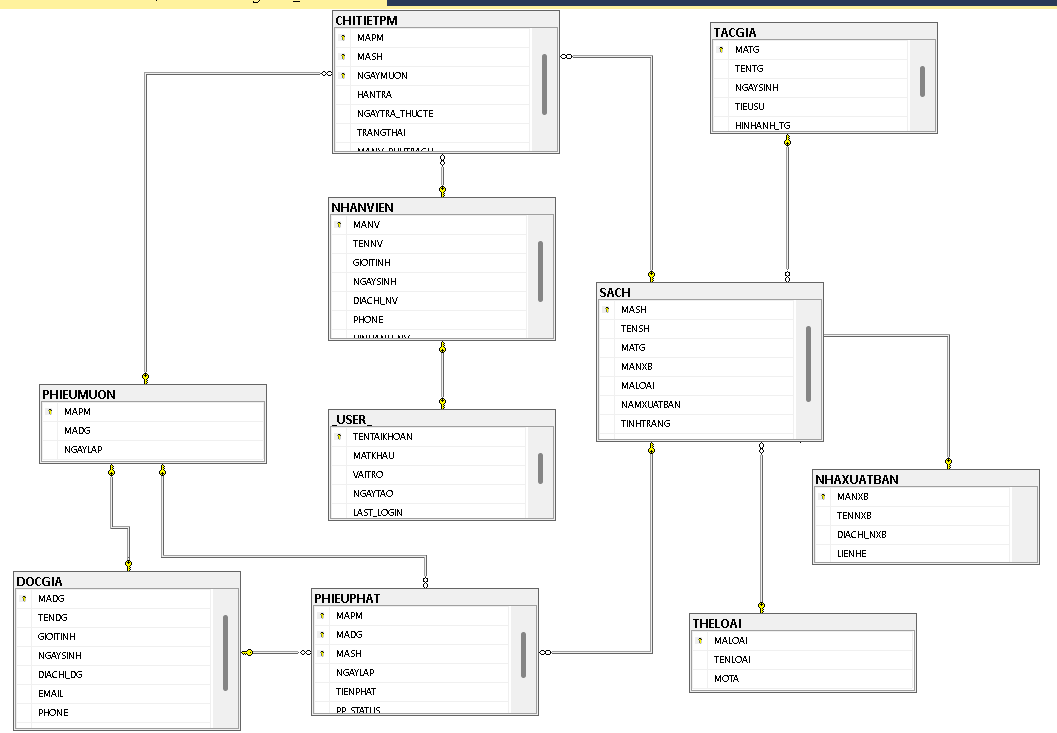 CHITIETPM
MAPM
MASH
NGAYMUON
HANTRA
NGAYTRA_THUCTE
TRANGTHAI
TACGIA
MATG
TENTG
NGAYSINH
TIEUSU
HINHANH_TG
NHANVIEN
MANV
TENNV
GIOITINH
NGAYSINH
DIACHI_NV
PHONE
SACH
MASH
TENSH
MATG
MANXB
MALOAI
NAMXUATBAN
TINHTRANG
PHIEUMUON
MAPM
MADG
NGAYLAP
_USER_
TENTAIKHOAN
MATKHAU
VAITRO
NGAYTAO
LAST_LOGIN
NHAXUATBAN
MANXB
TENNXB
DIACHI_NXB
LIENHE
DOCGIA
MADG
TENDG
GIOITINH
NGAYSINH
DIACHI_DG
EMAIL
PHONE
PHIEUPHAT
MAPM
MADG
MASH
NGAYLAP
TIENPHAT
PP_STATUS
THELOAI
MALOAI
TENLOAI
MOTA